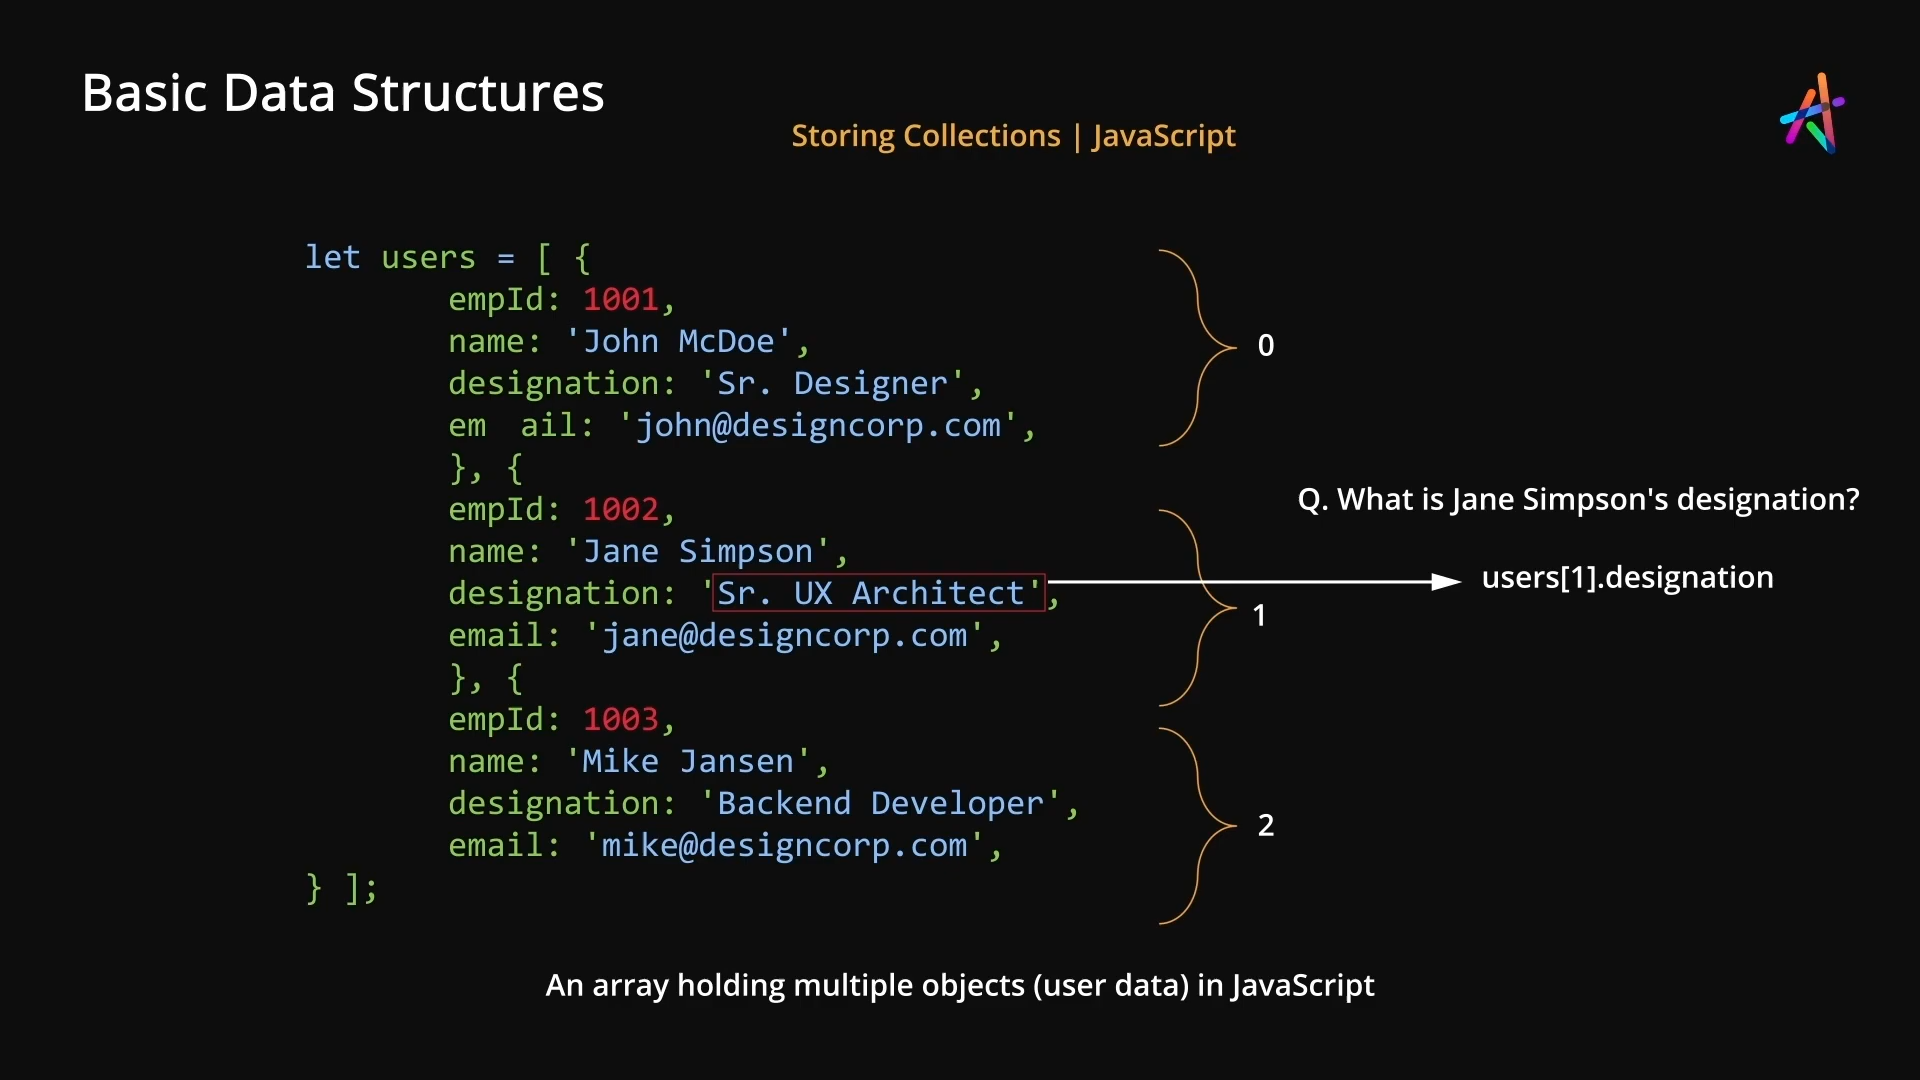 Basic Data Structures
Storing Collections | JavaScript
let users = [ {
empId: 1001,
name: 'John McDoe',
designation: 'Sr. Designer',
em  ail: 'john@designcorp.com',
}, {
empId: 1002,
name: 'Jane Simpson',
designation: 'Sr. UX Architect',
email: 'jane@designcorp.com',
}, {
empId: 1003,
name: 'Mike Jansen',
designation: 'Backend Developer',
email: 'mike@designcorp.com',
} ];
0
1
2
Q. What is Jane Simpson's designation?
users[1].designation
An array holding multiple objects (user data) in JavaScript